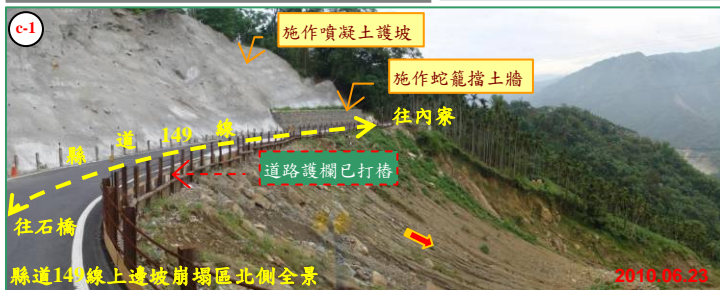 c-1
施作噴凝土護坡
施作蛇籠擋土牆
往內寮
縣道149線
道路護欄已打樁
往石橋
縣道149線上邊坡崩塌區北側全景
2010.06.23